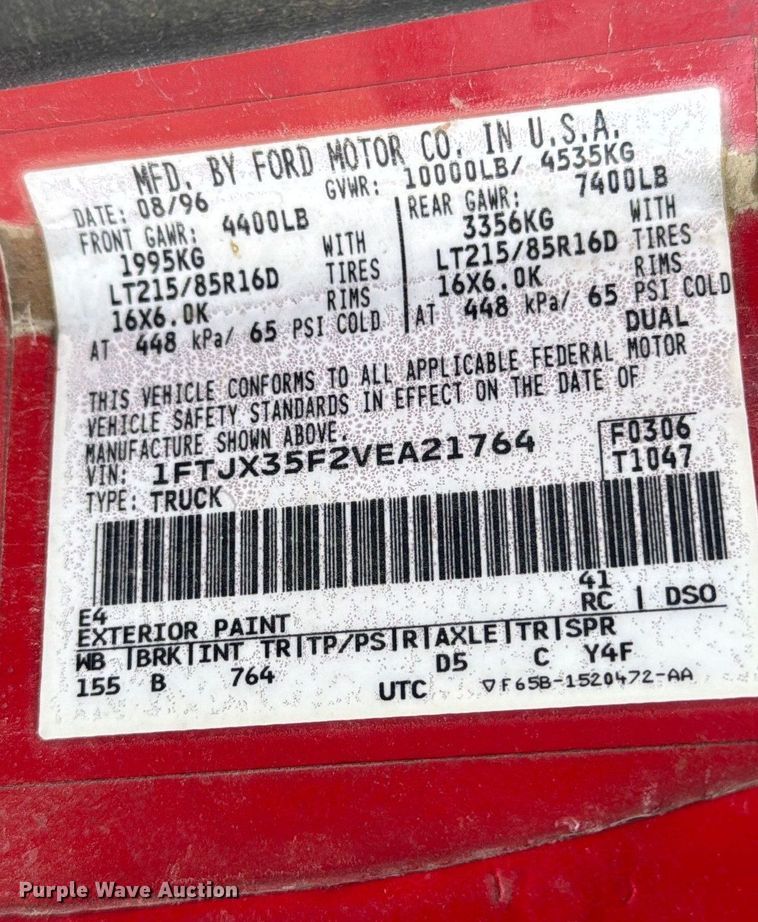 MFD. BY FORD MOTOR CO. IN U.S.A.
DATE: 08/96 GVWR: 10000LB/ 4535KG
FRONT GAWR: 4400LB
1995KG WITH
LT215/85R16D TIRES
16X6.0K RIMS
AT 448 kPa/ 65 PSI COLD
REAR GAWR: 7400LB
3356KG WITH
LT215/85R16D TIRES
16X6.0K RIMS
AT 448 kPa/ 65 PSI COLD
DUAL
THIS VEHICLE CONFORMS TO ALL APPLICABLE FEDERAL MOTOR
VEHICLE SAFETY STANDARDS IN EFFECT ON THE DATE OF
MANUFACTURE SHOWN ABOVE.
VIN: 1FTJX35F2VEA21764
TYPE: TRUCK
F0306
T1047
E4 41
EXTERIOR PAINT RC | DSO
WB |BRK|INT TR|TP/PS|R|AXLE|TR|SPR
155 B 764 D5 C Y4F
UTC ▽F65B-1520472-AA
Purple Wave Auction